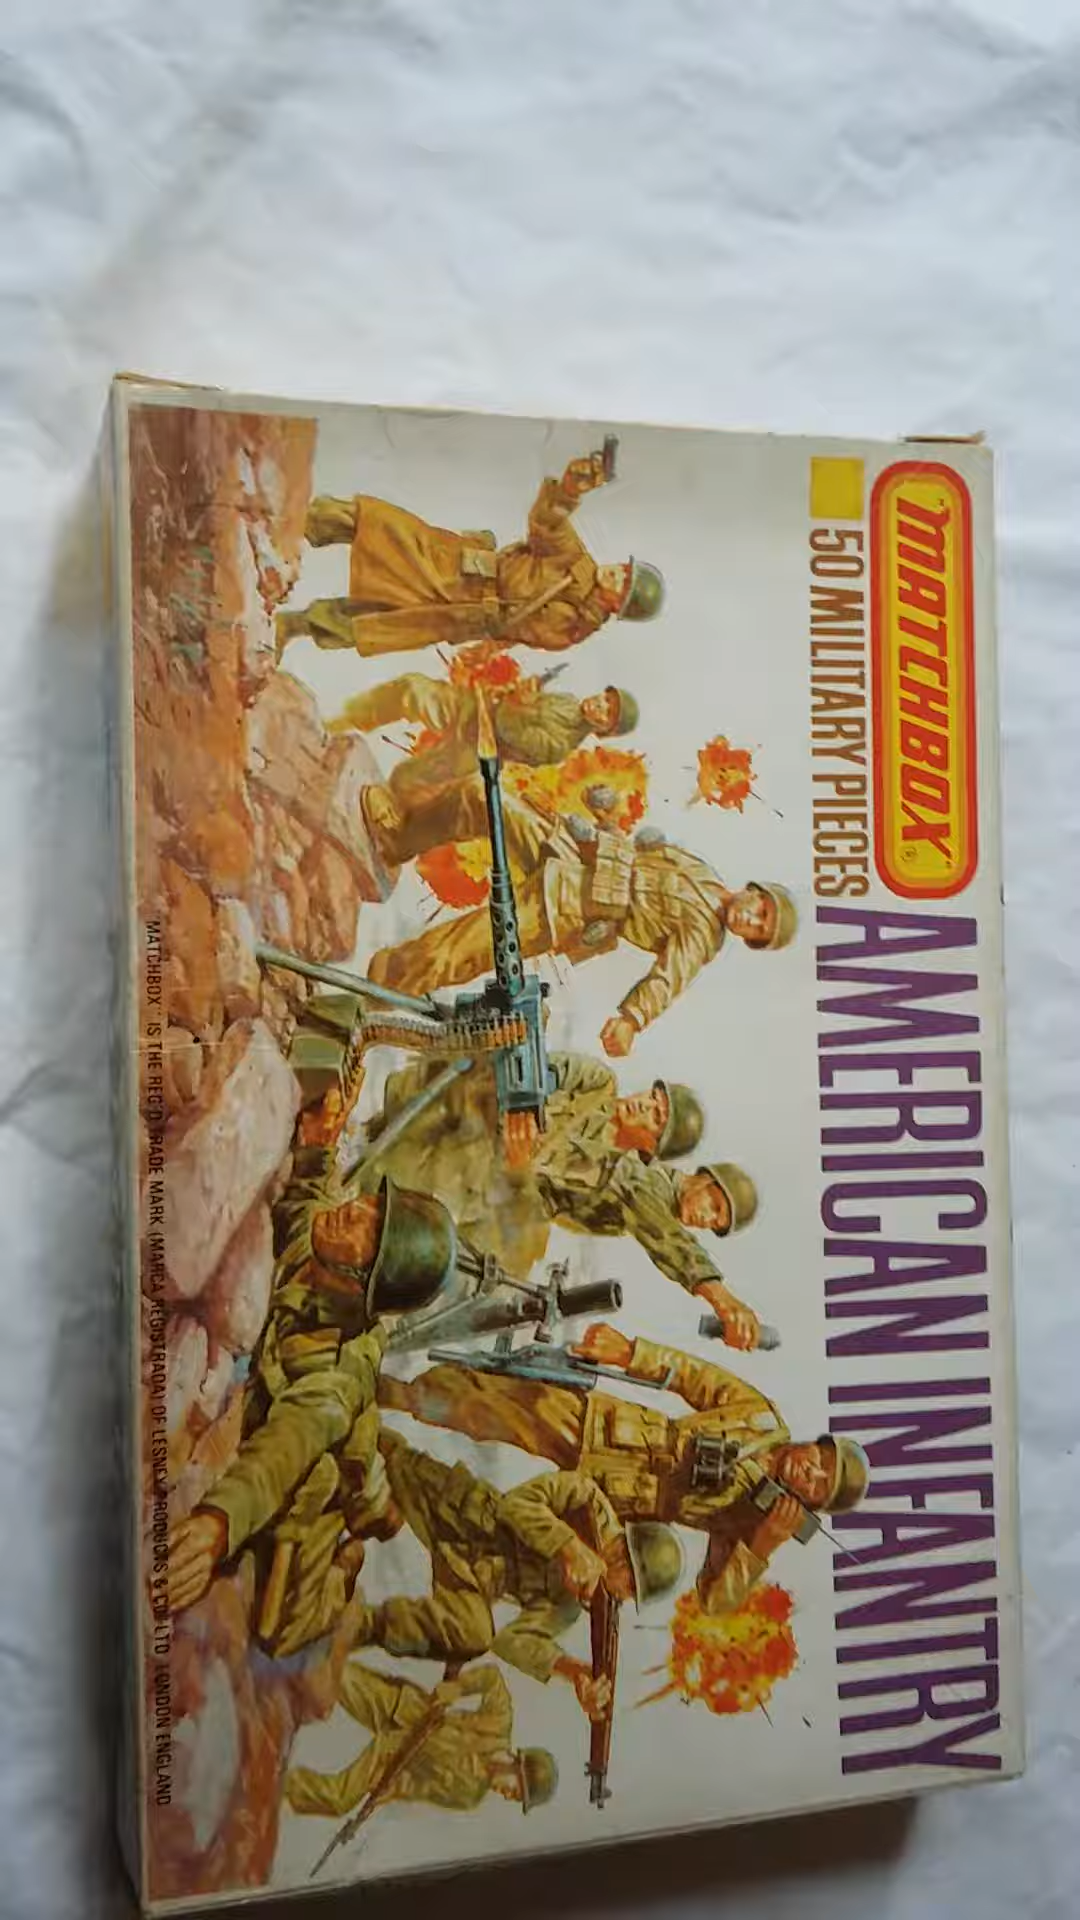 "MATCHBOX"®
50 MILITARY PIECES
AMERICAN INFANTRY
"MATCHBOX" IS THE REG'D TRADE MARK (MARCA REGISTRADA) OF LESNEY PRODUCTS & CO LTD LONDON ENGLAND